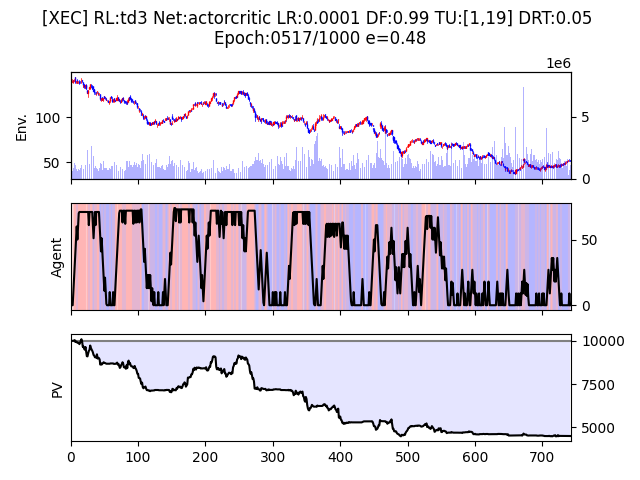 [XEC] RL:td3 Net:actorcritic LR:0.0001 DF:0.99 TU:[1,19] DRT:0.05
Epoch:0517/1000 e=0.48
1e6
Env.
100
50
5
0
Agent
50
0
PV
10000
7500
5000
0 100 200 300 400 500 600 700